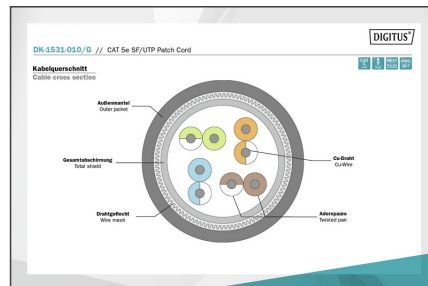 DIGITUS®
DK-1531-010/G // CAT 5e SF/UTP Patch Cord
Kabelquerschnitt
Cable cross section
Außenmantel
Outer jacket
Gesamtabschirmung
Total shield
Drahtgeflecht
Wire mesh
Cu-Draht
Cu-Wire
Adernpaare
Twisted pair